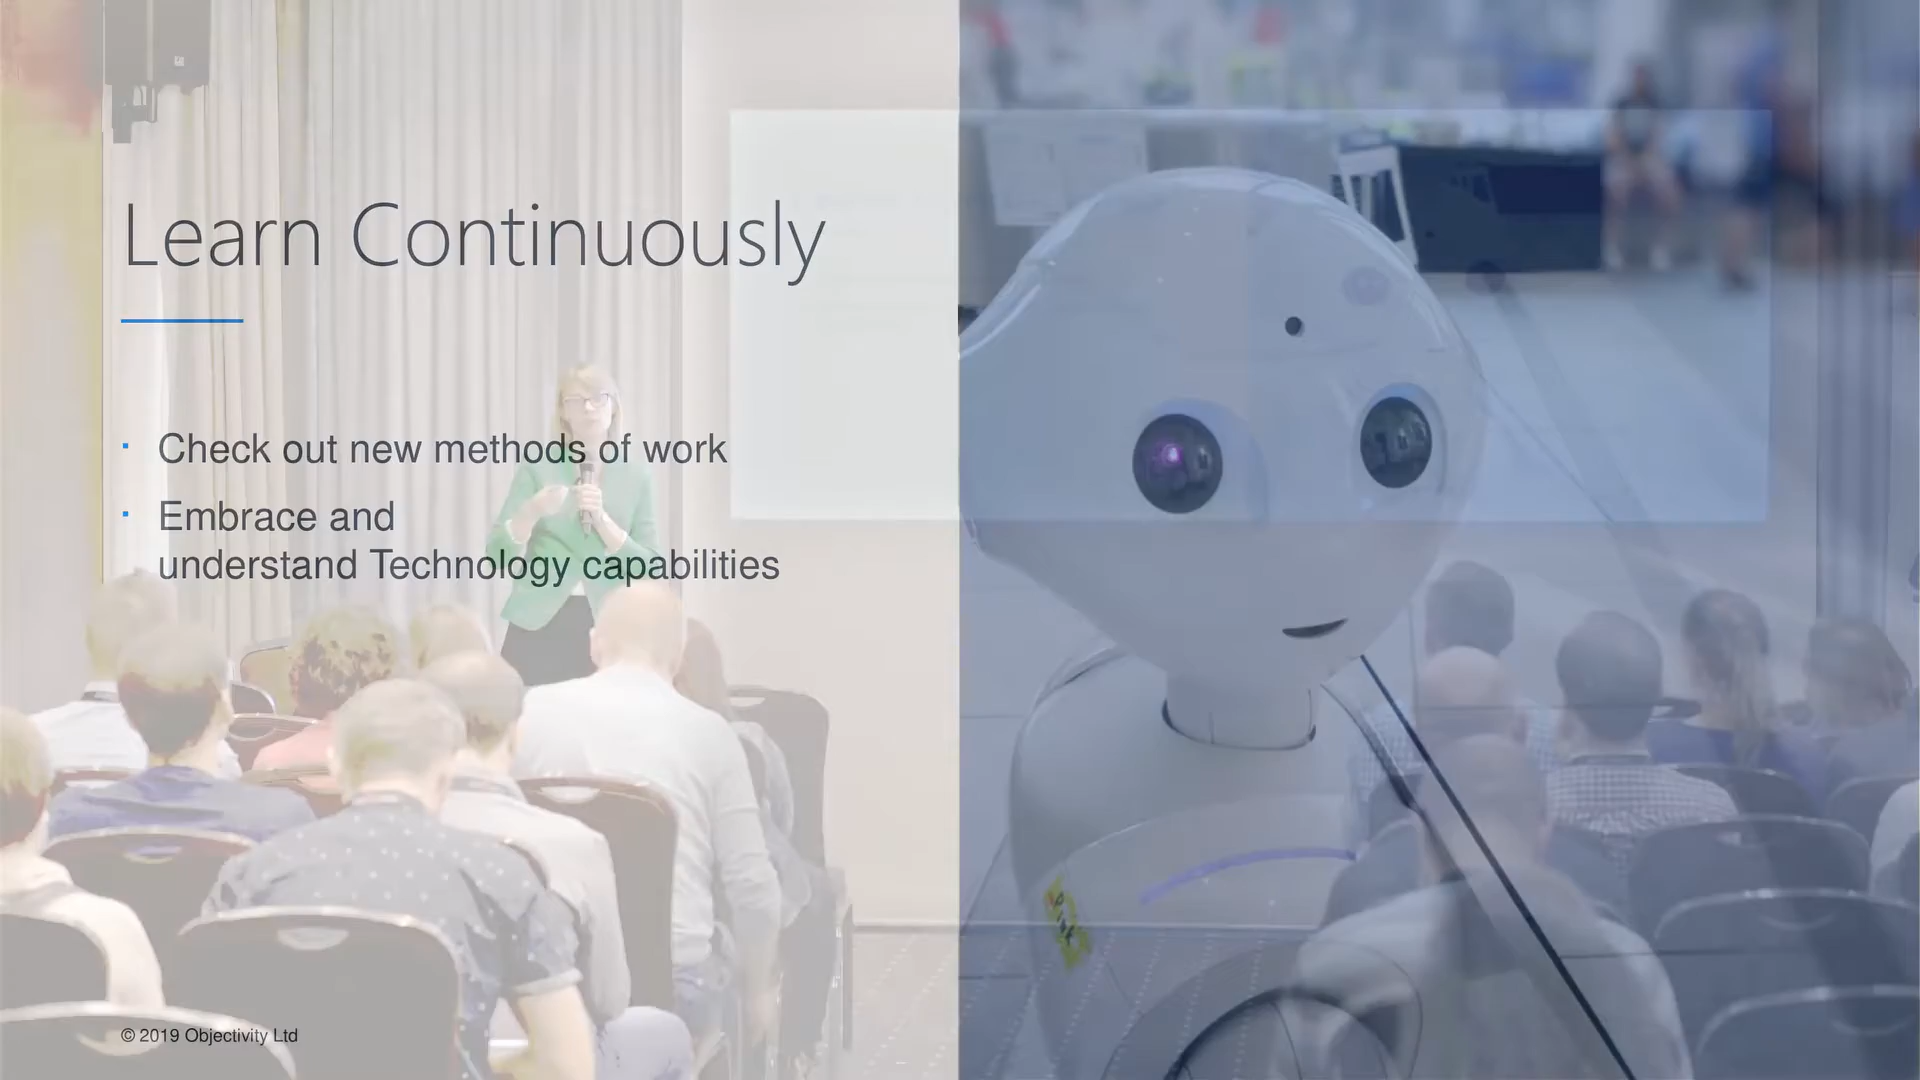 Learn Continuously
Check out new methods of work
Embrace and
understand Technology capabilities
© 2019 Objectivity Ltd